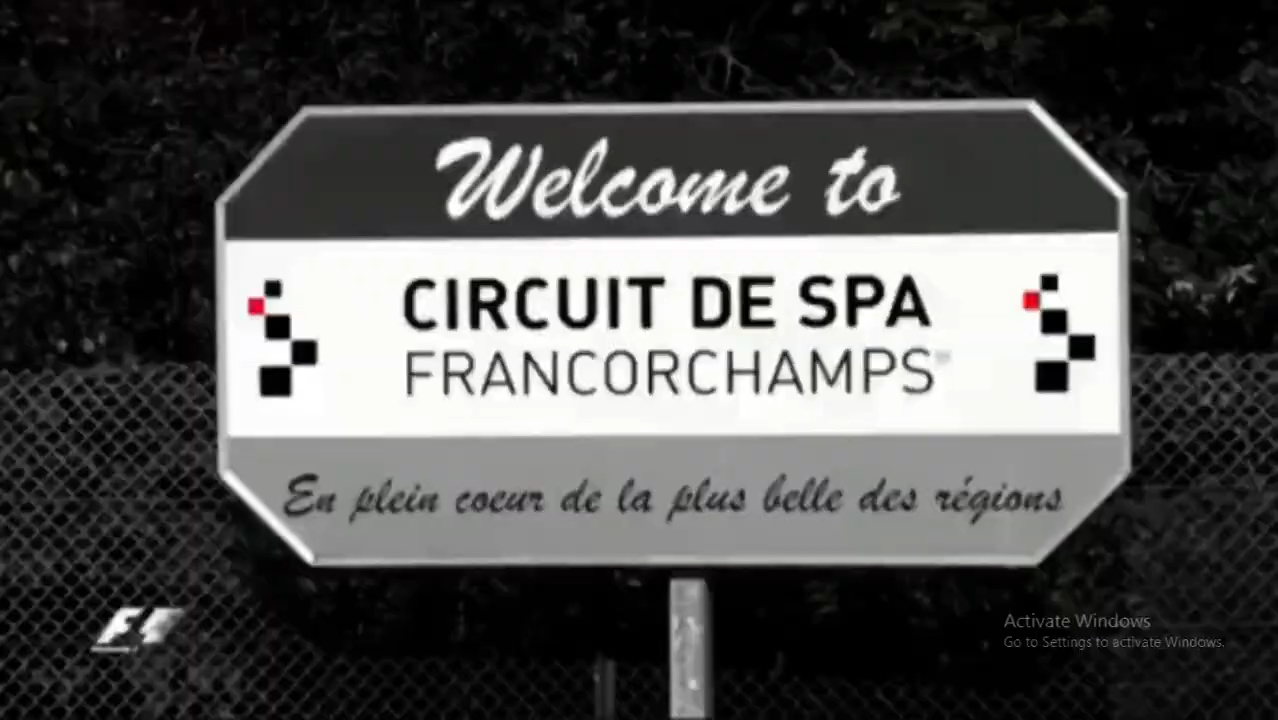 Welcome to
CIRCUIT DE SPA
FRANCORCHAMPS
En plein coeur de la plus belle des régions
F1
Activate Windows
Go to Settings to activate Windows.